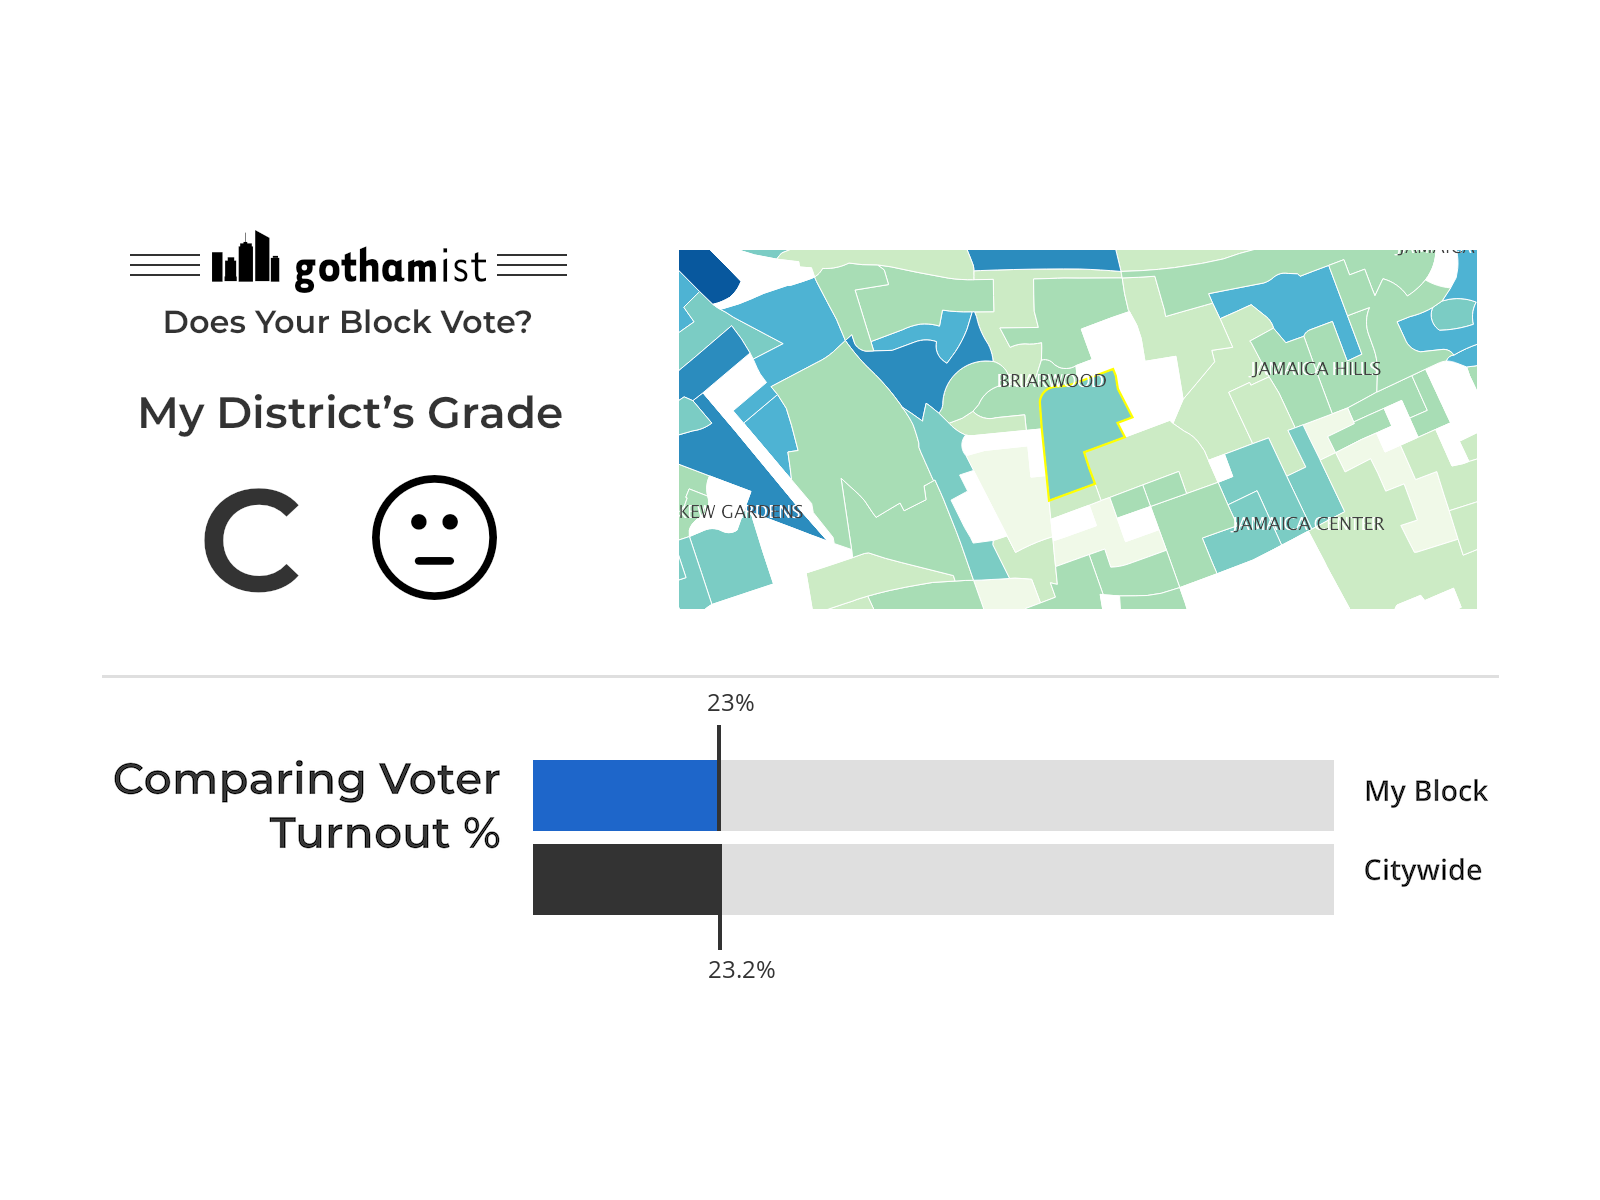 gothamist
Does Your Block Vote?
My District’s Grade
C
JAMAICA
BRIARWOOD
JAMAICA HILLS
KEW GARDENS
JAMAICA CENTER
23%
Comparing Voter
Turnout %
My Block
Citywide
23.2%